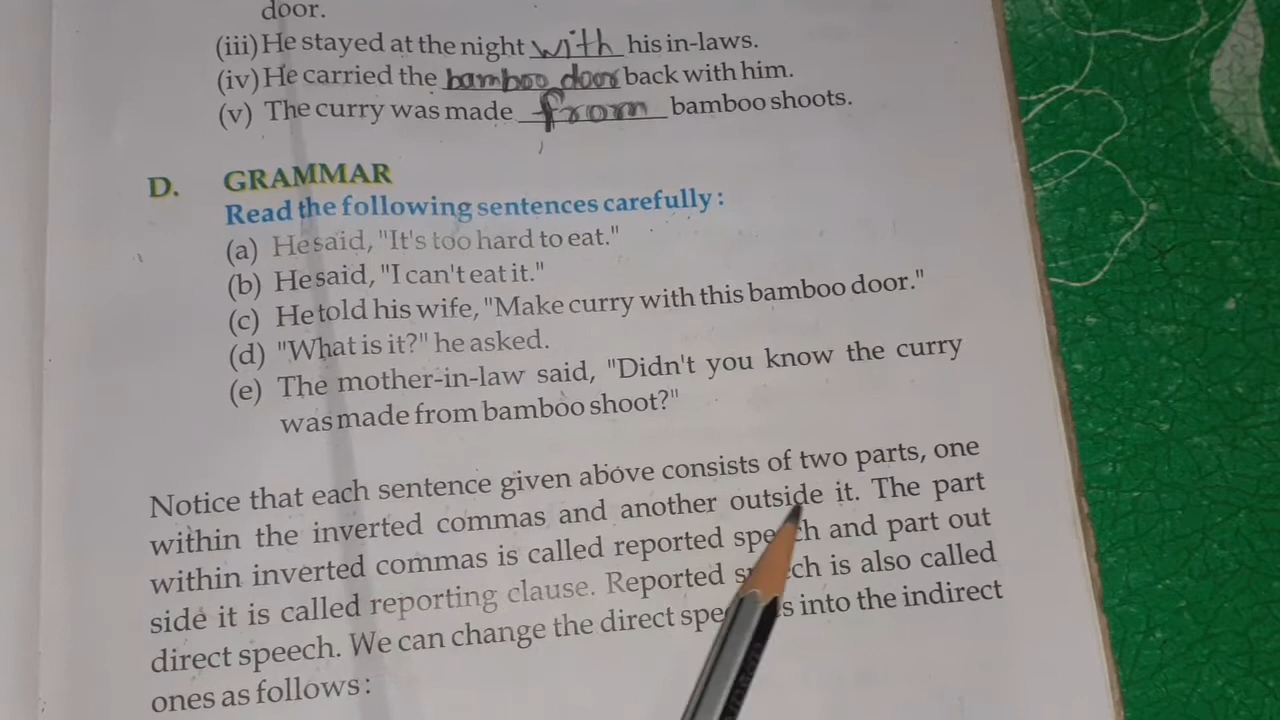 door.
(iii) He stayed at the night with his in-laws.
(iv) He carried the bamboo door back with him.
(v) The curry was made from bamboo shoots.
D. GRAMMAR
Read the following sentences carefully:
(a) He said, "It's too hard to eat."
(b) He said, "I can't eat it."
(c) He told his wife, "Make curry with this bamboo door."
(d) "What is it?" he asked.
(e) The mother-in-law said, "Didn't you know the curry
was made from bamboo shoot?"
Notice that each sentence given above consists of two parts, one
within the inverted commas and another outside it. The part
within inverted commas is called reported speech and part out
side it is called reporting clause. Reported speech is also called
direct speech. We can change the direct into the indirect
ones as follows: